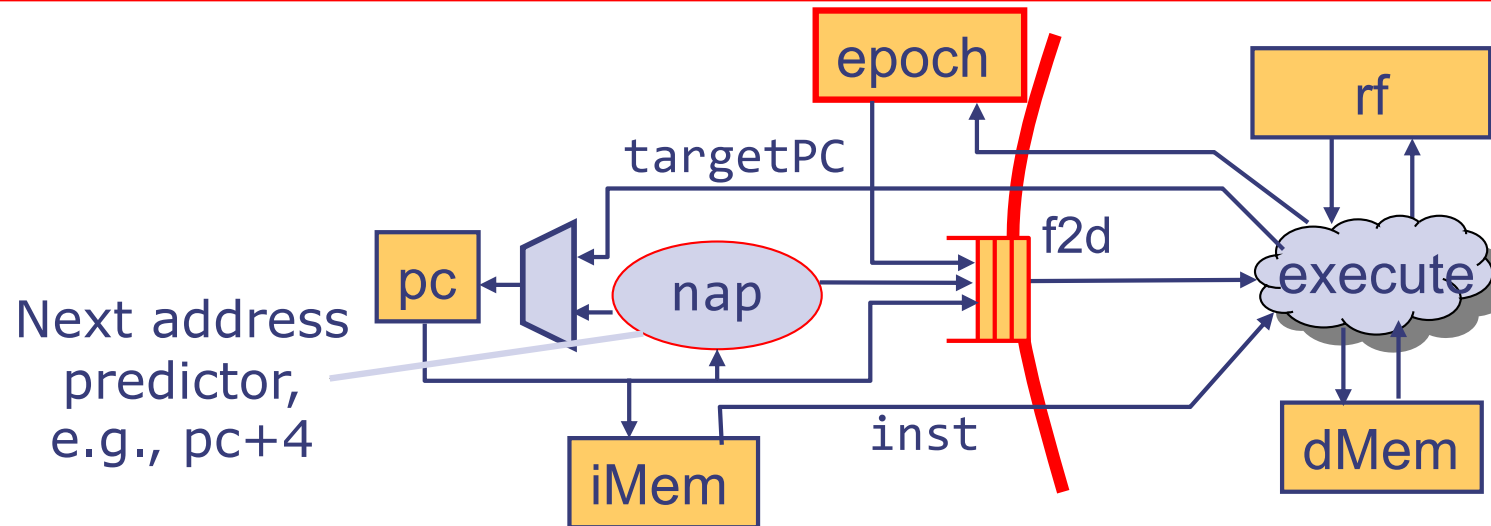 epoch
rf
targetPC
f2d
pc
nap
execute
Next address
predictor,
e.g., pc+4
inst
iMem
dMem